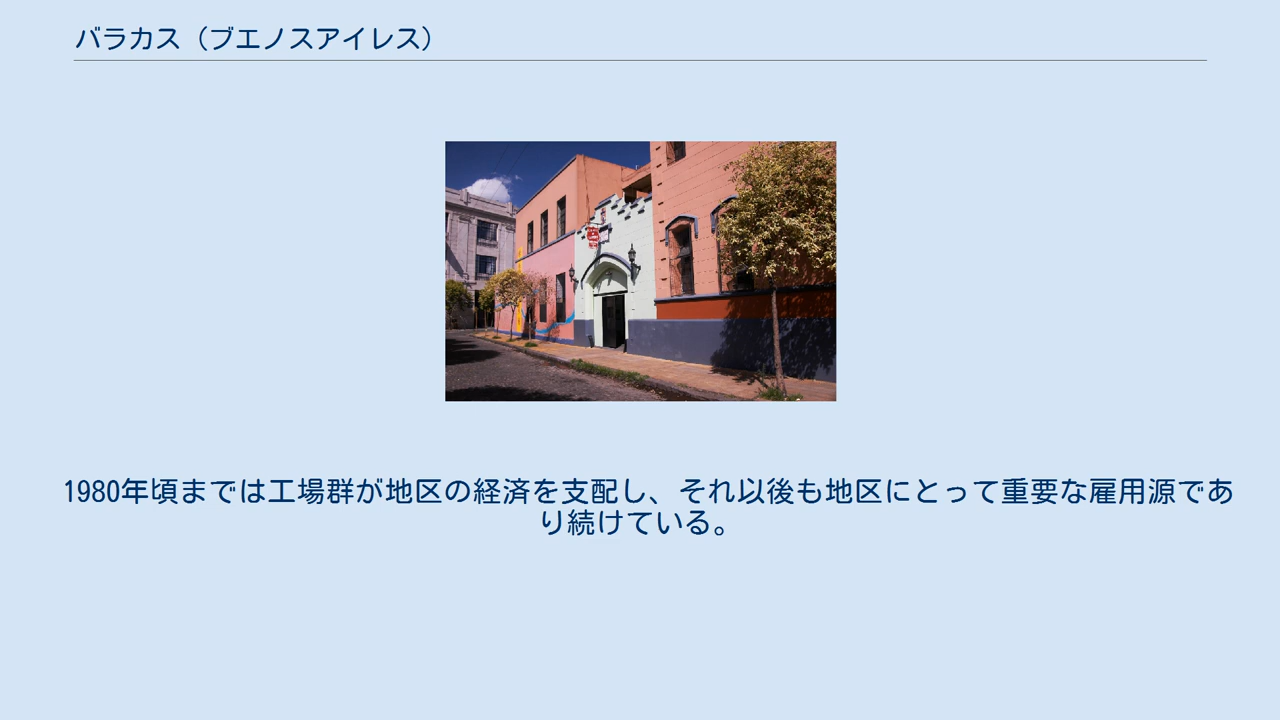 バラカス（ブエノスアイレス）
1980年頃までは工場群が地区の経済を支配し、それ以後も地区にとって重要な雇用源であ
り続けている。